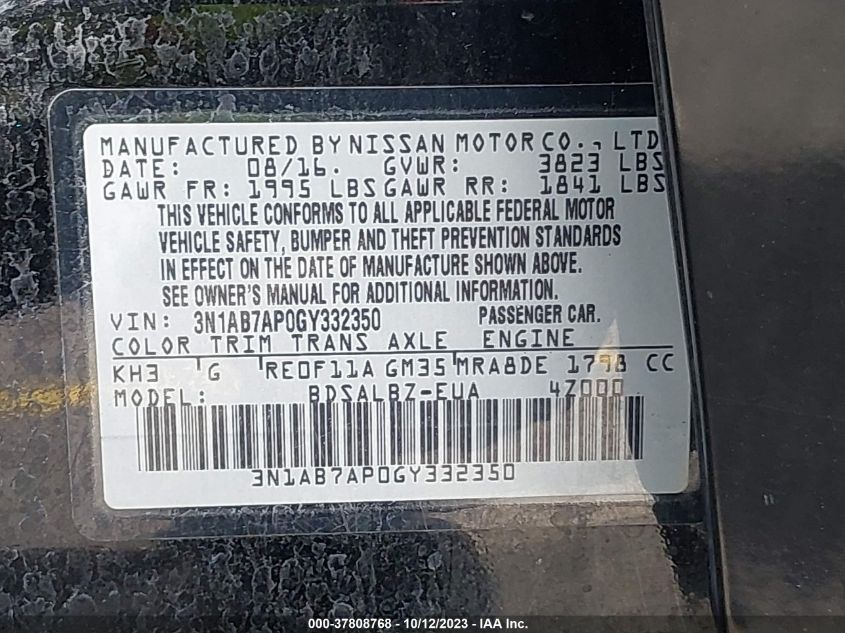 MANUFACTURED BY NISSAN MOTOR CO., LTD
DATE: 08/16. GVWR: 3823 LBS
GAWR FR: 1995 LBS GAWR RR: 1841 LBS
THIS VEHICLE CONFORMS TO ALL APPLICABLE FEDERAL MOTOR
VEHICLE SAFETY, BUMPER AND THEFT PREVENTION STANDARDS
IN EFFECT ON THE DATE OF MANUFACTURE SHOWN ABOVE.
SEE OWNER'S MANUAL FOR ADDITIONAL INFORMATION.
VIN: 3N1AB7AP0GY332350 PASSENGER CAR.
COLOR TRIM TRANS AXLE ENGINE
KH3 G RE0F11A GM35 MRA8DE 1798 CC
MODEL: BDSALBZ-EUA 4Z000
3N1AB7AP0GY332350
000-37808768 - 10/12/2023 - IAA Inc.